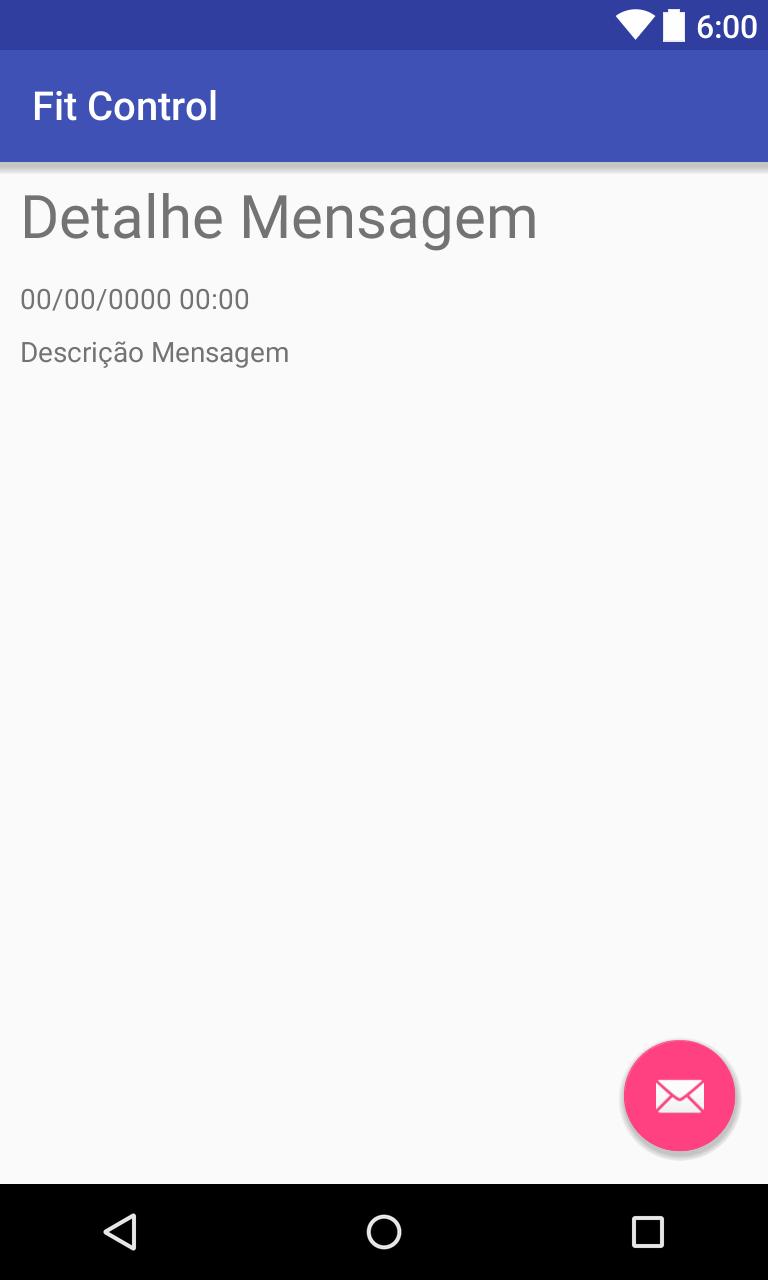 6:00
Fit Control
Detalhe Mensagem
00/00/0000 00:00
Descrição Mensagem